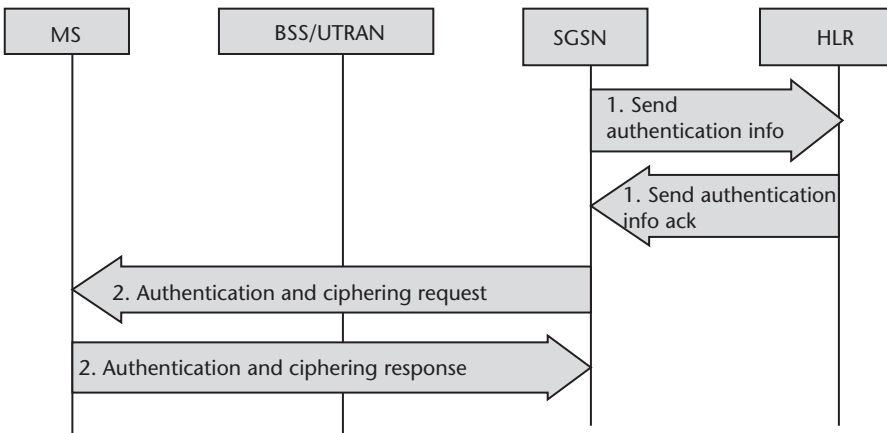 MS
BSS/UTRAN
SGSN
HLR
1. Send
authentication info
1. Send authentication
info ack
2. Authentication and ciphering request
2. Authentication and ciphering response